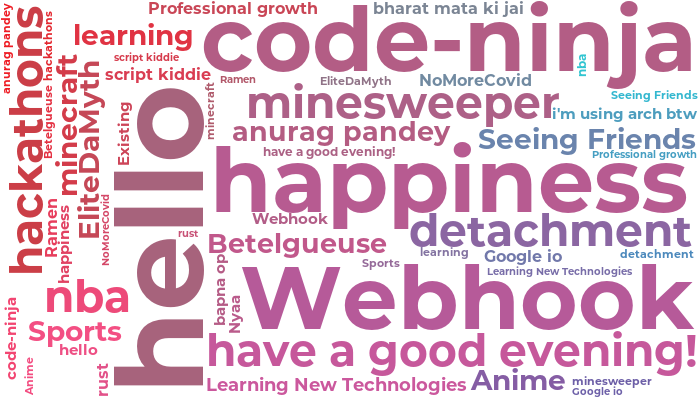 anurag pandey
hackathons
Betelgueuse
hackathons
minecraft
EliteDaMyth
Ramen
happiness
NoMoreCovid
Existing
learning
script kiddie
script kiddie
Professional growth
bharat mata ki jai
code-ninja
nba
Ramen
EliteDaMyth
NoMoreCovid
Seeing Friends
minecraft
hello
minesweeper
i'm using arch btw
anurag pandey
Seeing Friends
have a good evening!
Professional growth
happiness
Webhook
detachment
rust
Betelgueuse
learning
Google io
detachment
Sports
Learning New Technologies
bapna op
Nyaa
nba
Webhook
Sports
hello
code-ninja
Anime
rust
have a good evening!
Learning New Technologies
Anime
minesweeper
Google io